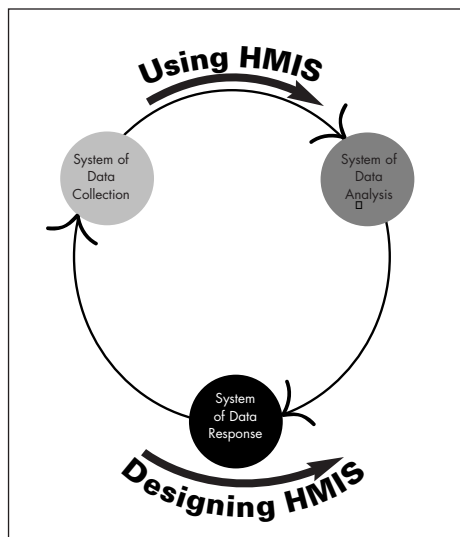 Using HMIS
System of
Data
Collection
System of
Data
Analysis
System
of Data
Response
Designing HMIS